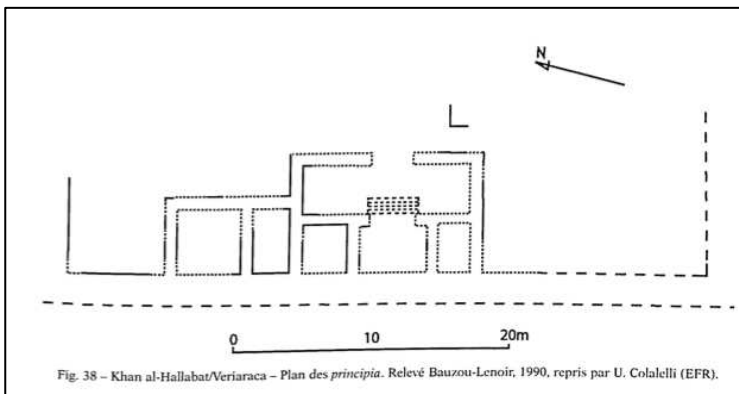 N
0 10 20m
Fig. 38 – Khan al-Hallabat/Veriaraca – Plan des principia. Relevé Bauzou-Lenoir, 1990, repris par U. Colalelli (EFR).